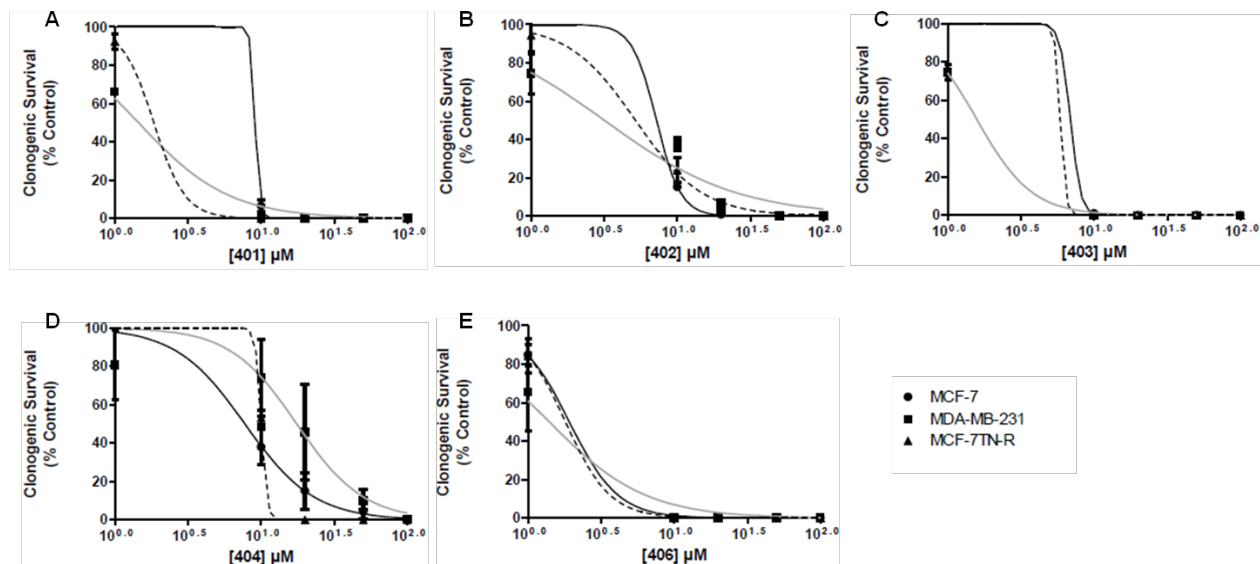 A
Clonogenic Survival
(% Control)
100
80
60
40
20
0
10^0.0 10^0.5 10^1.0 10^1.5 10^2.0
[401] µM
B
Clonogenic Survival
(% Control)
100
80
60
40
20
0
10^0.0 10^0.5 10^1.0 10^1.5 10^2.0
[402] µM
C
Clonogenic Survival
(% Control)
100
80
60
40
20
0
10^0.0 10^0.5 10^1.0 10^1.5 10^2.0
[403] µM
D
Clonogenic Survival
(% Control)
100
80
60
40
20
0
10^0.0 10^0.5 10^1.0 10^1.5 10^2.0
[404] µM
E
Clonogenic Survival
(% Control)
100
80
60
40
20
0
10^0.0 10^0.5 10^1.0 10^1.5 10^2.0
[406] µM
MCF-7
MDA-MB-231
MCF-7TN-R